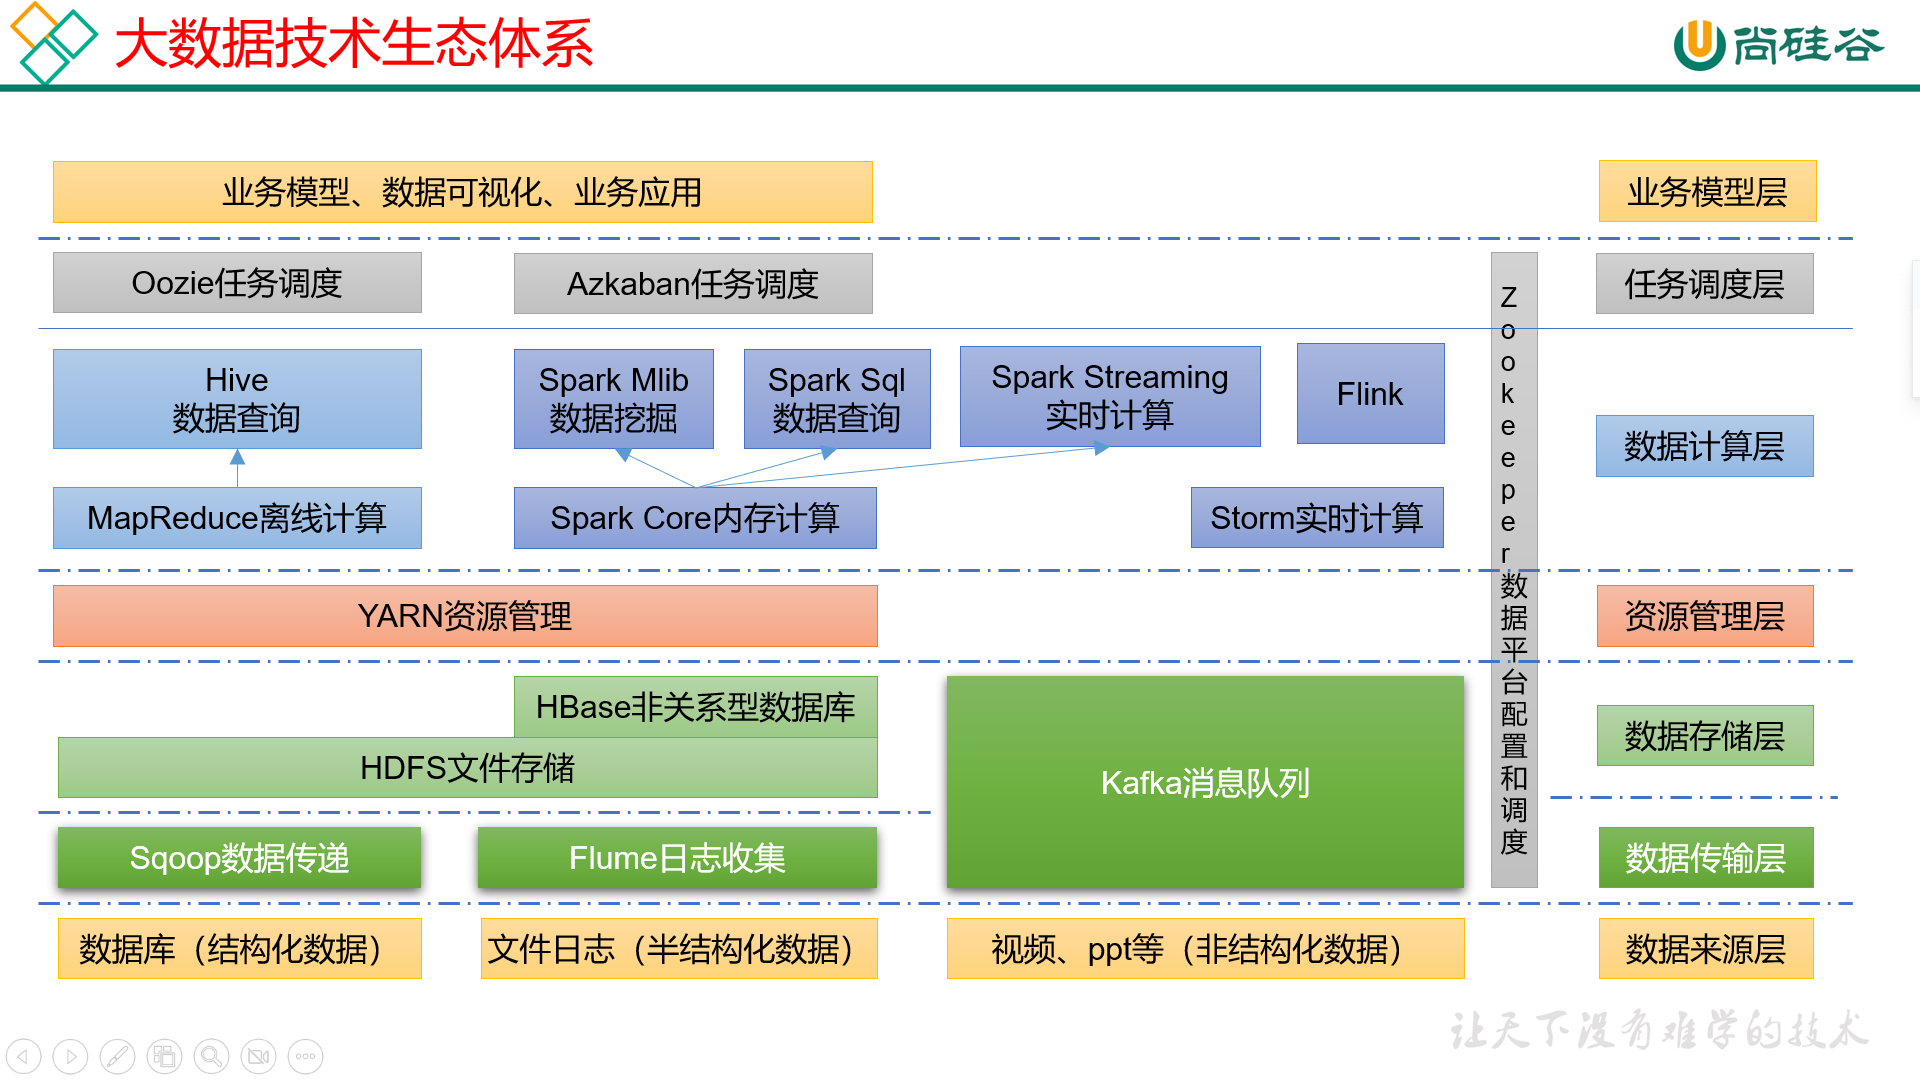 大数据技术生态体系
U 尚硅谷
业务模型、数据可视化、业务应用
业务模型层
Oozie任务调度
Azkaban任务调度
任务调度层
Hive
数据查询
Spark Mlib
数据挖掘
Spark Sql
数据查询
Spark Streaming
实时计算
Flink
数据计算层
MapReduce离线计算
Spark Core内存计算
Storm实时计算
Zookeeper数据平台配置和调度
YARN资源管理
资源管理层
HBase非关系型数据库
HDFS文件存储
Kafka消息队列
数据存储层
Sqoop数据传递
Flume日志收集
数据传输层
数据库（结构化数据）
文件日志（半结构化数据）
视频、ppt等（非结构化数据）
数据来源层
让天下没有难学的技术